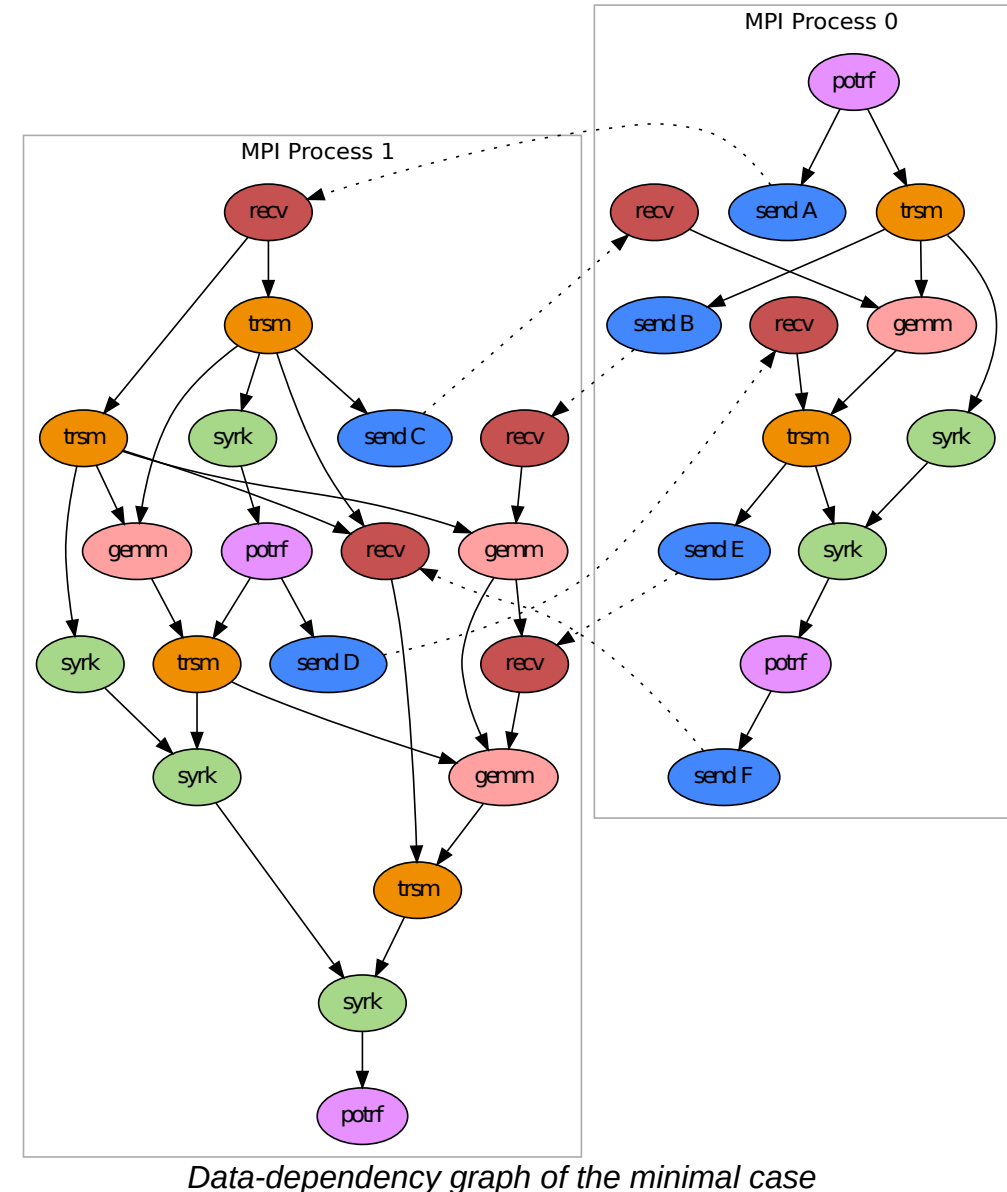 MPI Process 0
potrf
MPI Process 1
recv
recv
send A
trsm
trsm
send B
recv
gemm
trsm
syrk
send C
recv
trsm
syrk
gemm
potrf
recv
gemm
send E
syrk
syrk
trsm
send D
recv
potrf
syrk
gemm
send F
trsm
syrk
potrf
Data-dependency graph of the minimal case